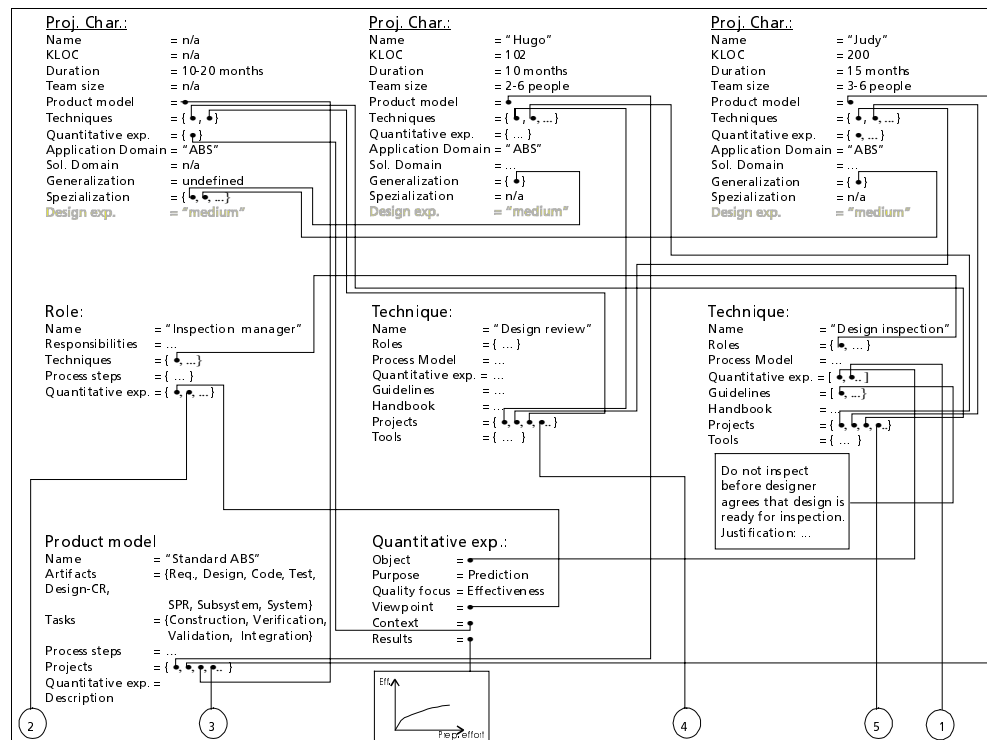 Proj. Char.:
Name = n/a
KLOC = n/a
Duration = 10-20 months
Team size = n/a
Product model =
Techniques = { , }
Quantitative exp. = { }
Application Domain = "ABS"
Sol. Domain = n/a
Generalization = undefined
Spezialization = { , , ...}
Design exp. = "medium"
Proj. Char.:
Name = "Hugo"
KLOC = 102
Duration = 10 months
Team size = 2-6 people
Product model =
Techniques = { , , ... }
Quantitative exp. = { ... }
Application Domain = "ABS"
Sol. Domain = ...
Generalization = { }
Spezialization = n/a
Design exp. = "medium"
Proj. Char.:
Name = "Judy"
KLOC = 200
Duration = 15 months
Team size = 3-6 people
Product model =
Techniques = { , , ... }
Quantitative exp. = { , ... }
Application Domain = "ABS"
Sol. Domain = ...
Generalization = { }
Spezialization = n/a
Design exp. = "medium"
Role:
Name = "Inspection manager"
Responsibilities = ...
Techniques = { , ...}
Process steps = { ... }
Quantitative exp. = { , , ... }
Technique:
Name = "Design review"
Roles = { ... }
Process Model = ...
Quantitative exp. = ...
Guidelines = ...
Handbook = ...
Projects = { , , , .. }
Tools = { ... }
Technique:
Name = "Design inspection"
Roles = { , ... }
Process Model = ...
Quantitative exp. = [ , .. ]
Guidelines = [ , ...}
Handbook = ...
Projects = { , , , , .. }
Tools = { ... }
Do not inspect
before designer
agrees that design is
ready for inspection.
Justification: ...
Product model
Name = "Standard ABS"
Artifacts = {Req., Design, Code, Test,
Design-CR,
SPR, Subsystem, System}
Tasks = {Construction, Verification,
Validation, Integration}
Process steps = ...
Projects = { , , , .. }
Quantitative exp. =
Description
Quantitative exp.:
Object =
Purpose = Prediction
Quality focus = Effectiveness
Viewpoint =
Context =
Results =
Eff.
Prep. effort
2
3
4
5
1